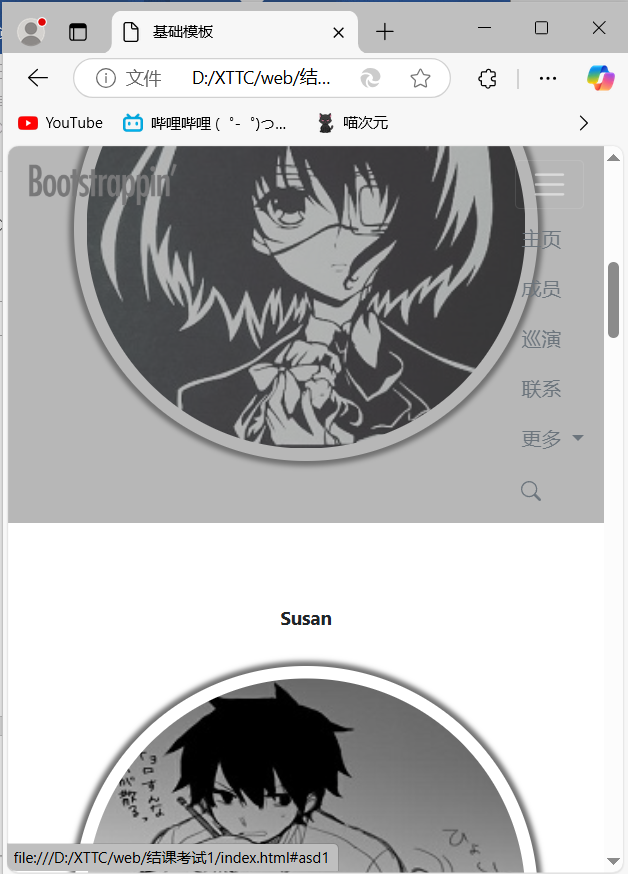 基础模板
文件 D:/XTTC/web/结...
YouTube 哔哩哔哩 ( ゜- ゜)つ... 喵次元
Bootstrappin'
主页
成员
巡演
联系
更多
Susan
file:///D:/XTTC/web/结课考试1/index.html#asd1